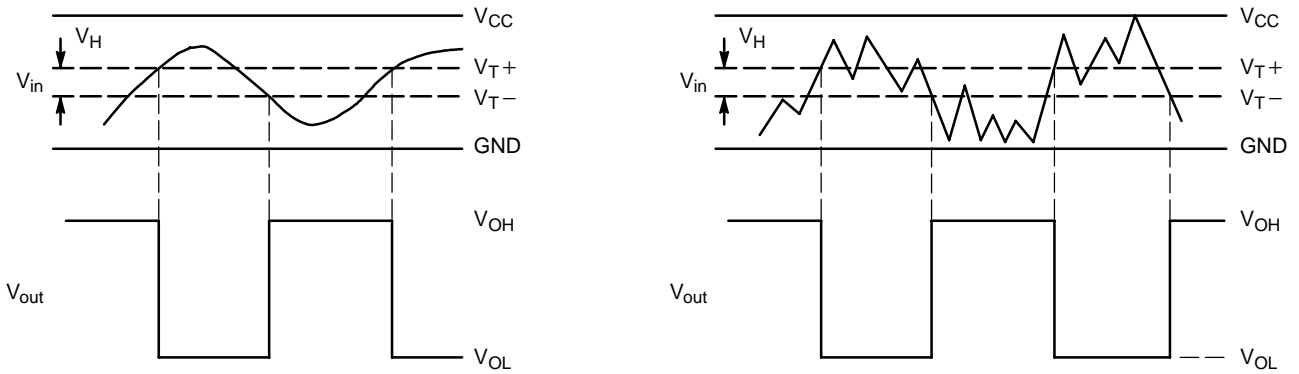 VCC
VH
VT+
Vin
VT−
GND
VOH
Vout
VOL
VCC
VH
VT+
Vin
VT−
GND
VOH
Vout
VOL